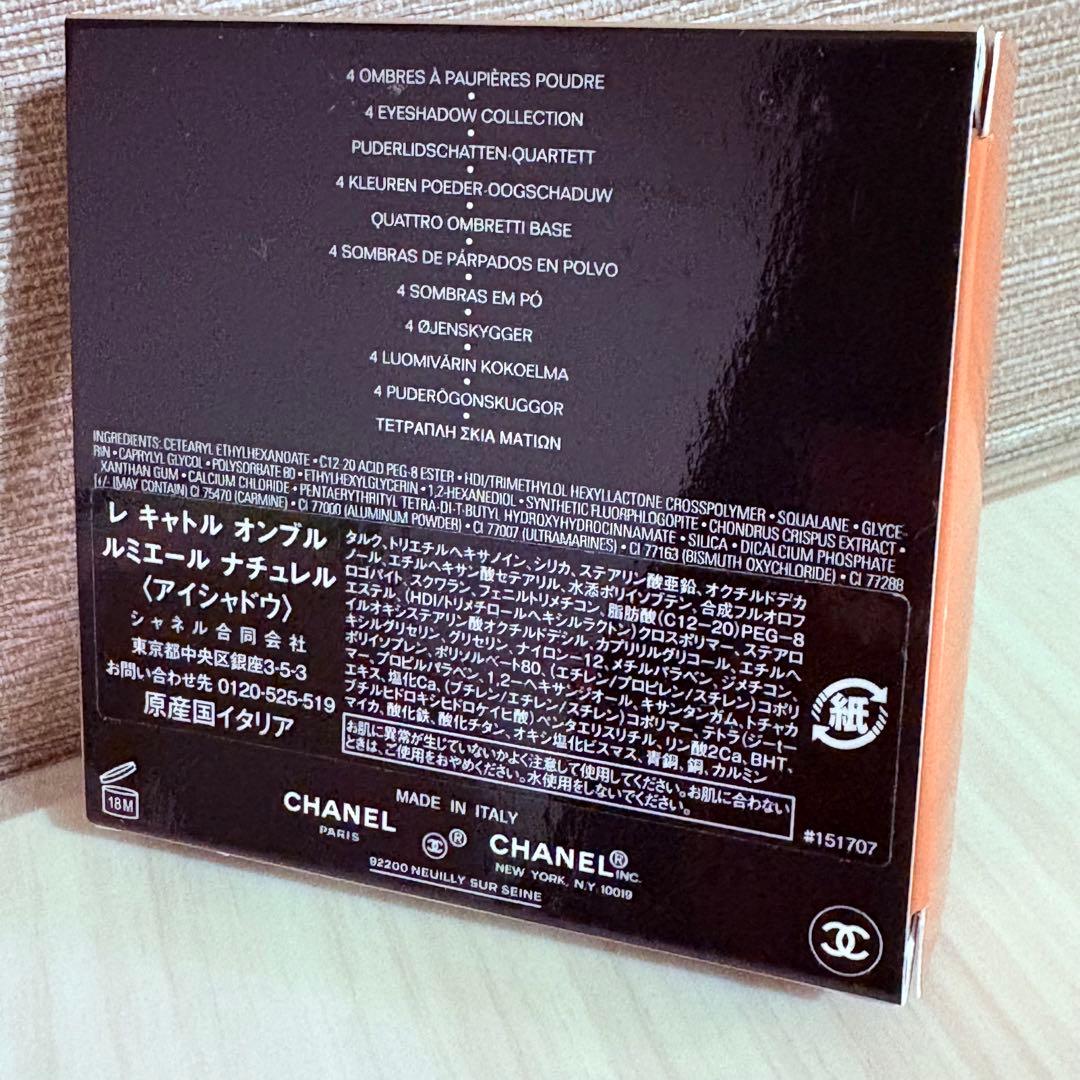 4 OMBRES À PAUPIÈRES POUDRE
4 EYESHADOW COLLECTION
PUDERLIDSCHATTEN-QUARTETT
4 KLEUREN POEDER-OOGSCHADUW
QUATTRO OMBRETTI BASE
4 SOMBRAS DE PÁRPADOS EN POLVO
4 SOMBRAS EM PÓ
4 ØJENSKYGGER
4 LUOMIVÄRIN KOKOELMA
4 PUDERÖGONSKUGGOR
ΤΕΤΡΑΠΛΗ ΣΚΙΑ ΜΑΤΙΩΝ
INGREDIENTS: CETEARYL ETHYLHEXANOATE • C12-20 ACID PEG-8 ESTER • HDI/TRIMETHYLOL HEXYLLACTONE CROSSPOLYMER • SQUALANE • GLYCE-
RIN • CAPRYLYL GLYCOL • POLYSORBATE 80 • ETHYLHEXYLGLYCERIN • 1,2-HEXANEDIOL • SYNTHETIC FLUORPHLOGOPITE • CHONDRUS CRISPUS EXTRACT •
XANTHAN GUM • CALCIUM CHLORIDE • PENTAERYTHRITYL TETRA-DI-T-BUTYL HYDROXYHYDROCINNAMATE • SILICA • DICALCIUM PHOSPHATE
[+/- (MAY CONTAIN) CI 75470 (CARMINE) • CI 77000 (ALUMINUM POWDER) • CI 77007 (ULTRAMARINES) • CI 77163 (BISMUTH OXYCHLORIDE) • CI 77288
レ キャトル オンブル
ルミエール ナチュレル
〈アイシャドウ〉
シャネル合同会社
東京都中央区銀座3-5-3
お問い合わせ先 0120-525-519
原産国イタリア
タルク、トリエチルヘキサノイン、シリカ、ステアリン酸亜鉛、オクチルドデカ
ノール、エチルヘキサン酸セテアリル、水添ポリイソブテン、合成フルオロフ
ロゴパイト、スクワラン、フェニルトリメチコン、脂肪酸(C12-20)PEG-8
エステル、(HDI/トリメチロールヘキシルラクトン)クロスポリマー、ステアロ
イルオキシステアリン酸オクチルドデシル、カプリリルグリコール、エチルヘ
キシルグリセリン、グリセリン、ナイロン-12、メチルパラベン、ジメチコン、
ポリイソプレン、ポリソルベート80、(エチレン/プロピレン/スチレン)コポリ
マー、プロピルパラベン、1,2-ヘキサンジオール、キサンタンガム、トチャカ
エキス、塩化Ca、(ブチレン/エチレン/スチレン)コポリマー、テトラ(ジ-t-
ブチルヒドロキシヒドロケイヒ酸)ペンタエリスリチル、リン酸2Ca、BHT、
マイカ、酸化鉄、酸化チタン、オキシ塩化ビスマス、青銅、銅、カルミン
お肌に異常が生じていないかよく注意して使用してください。お肌に合わない
ときは、ご使用をおやめください。水使用をしないでください。
紙
#151707
18M
MADE IN ITALY
CHANEL
PARIS
®
CHANEL®
INC.
NEW YORK, N.Y. 10019
92200 NEUILLY SUR SEINE